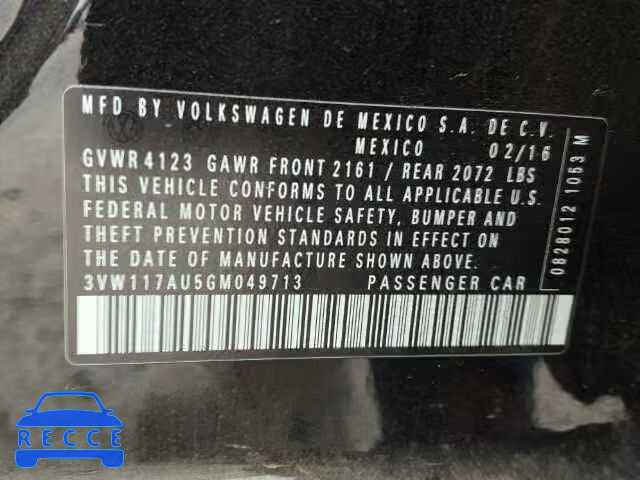 MFD BY VOLKSWAGEN DE MEXICO S.A. DE C.V.
MEXICO 02/16
GVWR 4123 GAWR FRONT 2161 / REAR 2072 LBS
THIS VEHICLE CONFORMS TO ALL APPLICABLE U.S.
FEDERAL MOTOR VEHICLE SAFETY, BUMPER AND
THEFT PREVENTION STANDARDS IN EFFECT ON
THE DATE OF MANUFACTURE SHOWN ABOVE
3VW117AU5GM049713 PASSENGER CAR
0828012 1053 M
RECCE